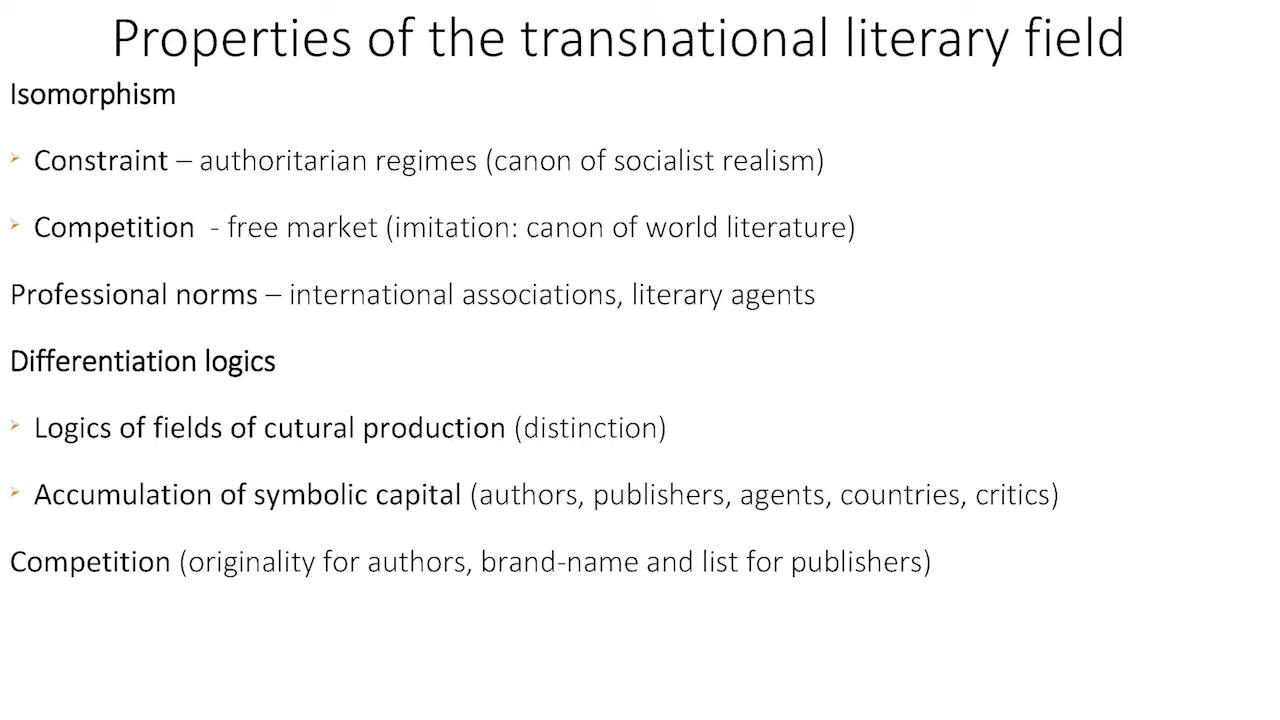 Properties of the transnational literary field
Isomorphism
Constraint – authoritarian regimes (canon of socialist realism)
Competition - free market (imitation: canon of world literature)
Professional norms – international associations, literary agents
Differentiation logics
Logics of fields of cutural production (distinction)
Accumulation of symbolic capital (authors, publishers, agents, countries, critics)
Competition (originality for authors, brand-name and list for publishers)